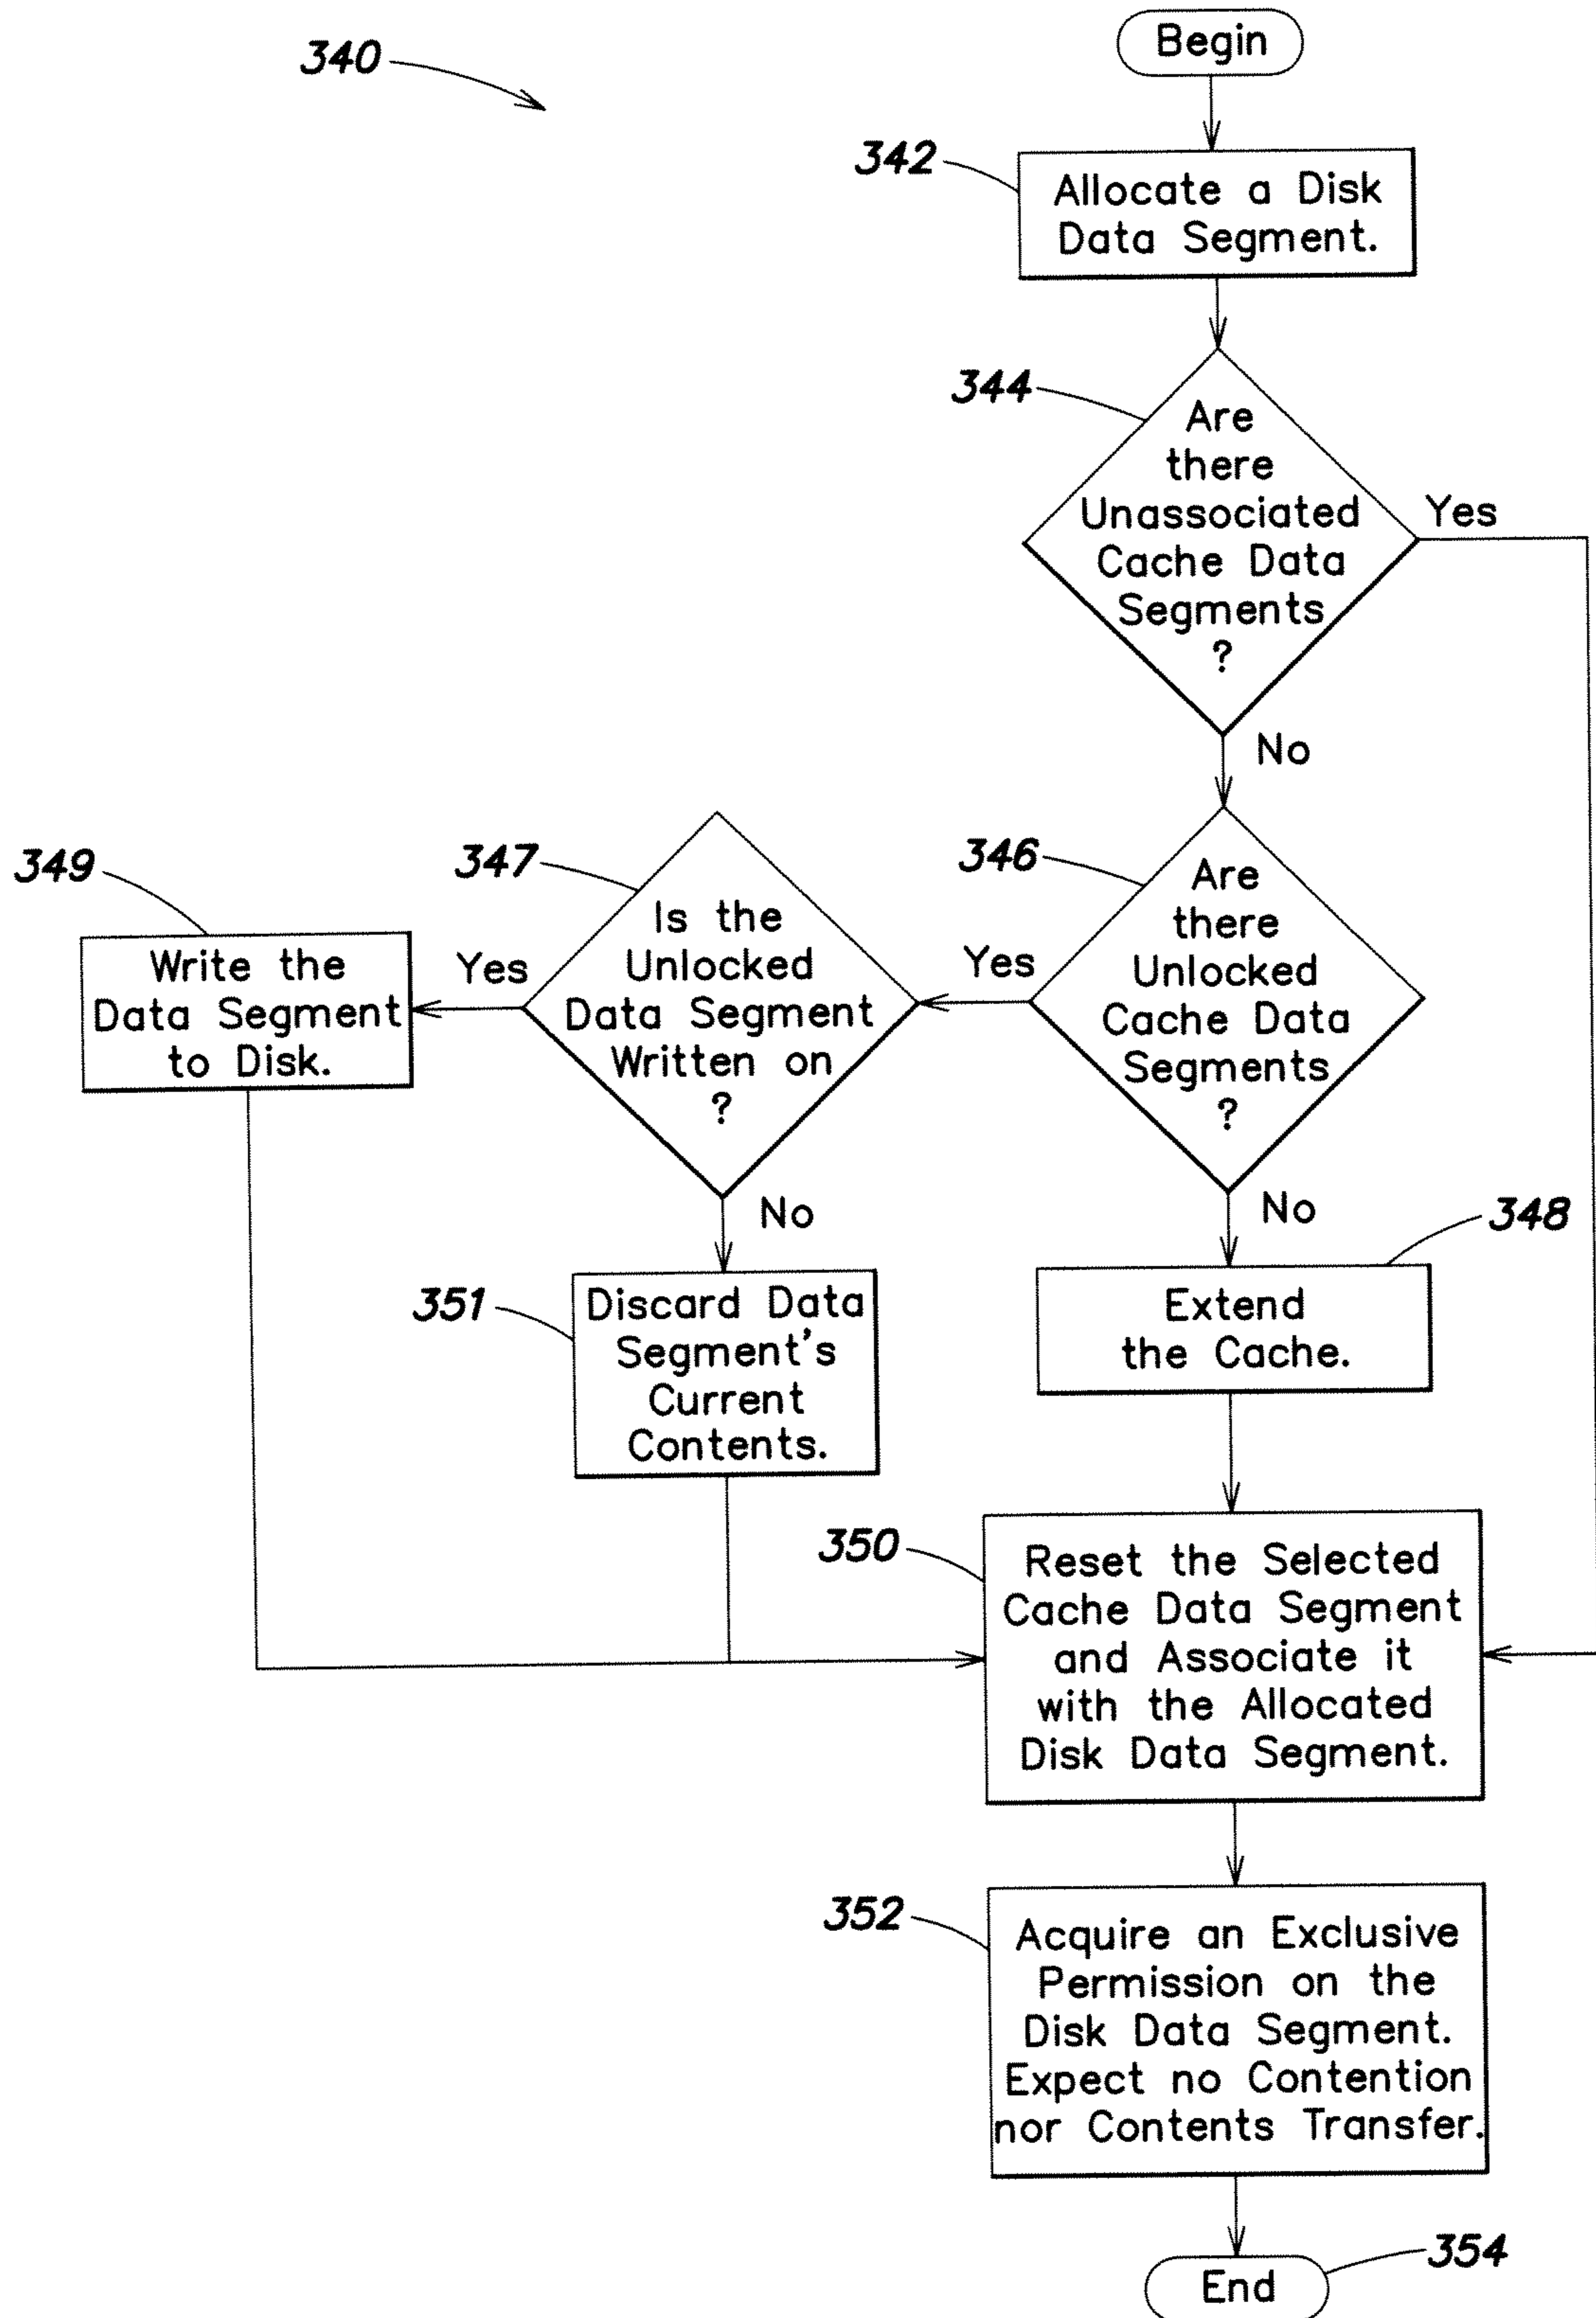 340
Begin
342
Allocate a Disk
Data Segment.
344
Are
there
Unassociated
Cache Data
Segments
?
Yes
No
349
Write the
Data Segment
to Disk.
Yes
347
Is the
Unlocked
Data Segment
Written on
?
Yes
346
Are
there
Unlocked
Cache Data
Segments
?
No
No
348
351
Discard Data
Segment's
Current
Contents.
Extend
the Cache.
350
Reset the Selected
Cache Data Segment
and Associate it
with the Allocated
Disk Data Segment.
352
Acquire an Exclusive
Permission on the
Disk Data Segment.
Expect no Contention
nor Contents Transfer.
354
End